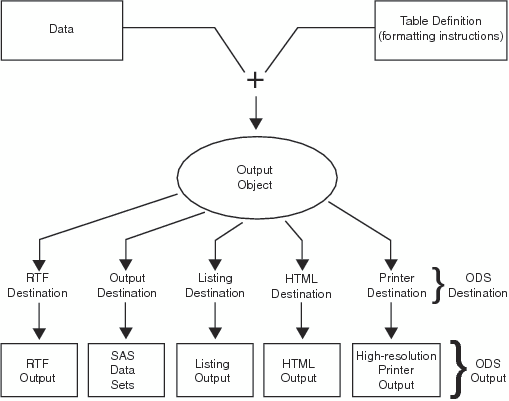 Data
Table Definition
(formatting instructions)
+
Output
Object
RTF
Destination
Output
Destination
Listing
Destination
HTML
Destination
Printer
Destination
ODS
Destination
RTF
Output
SAS
Data
Sets
Listing
Output
HTML
Output
High-resolution
Printer
Output
ODS
Output